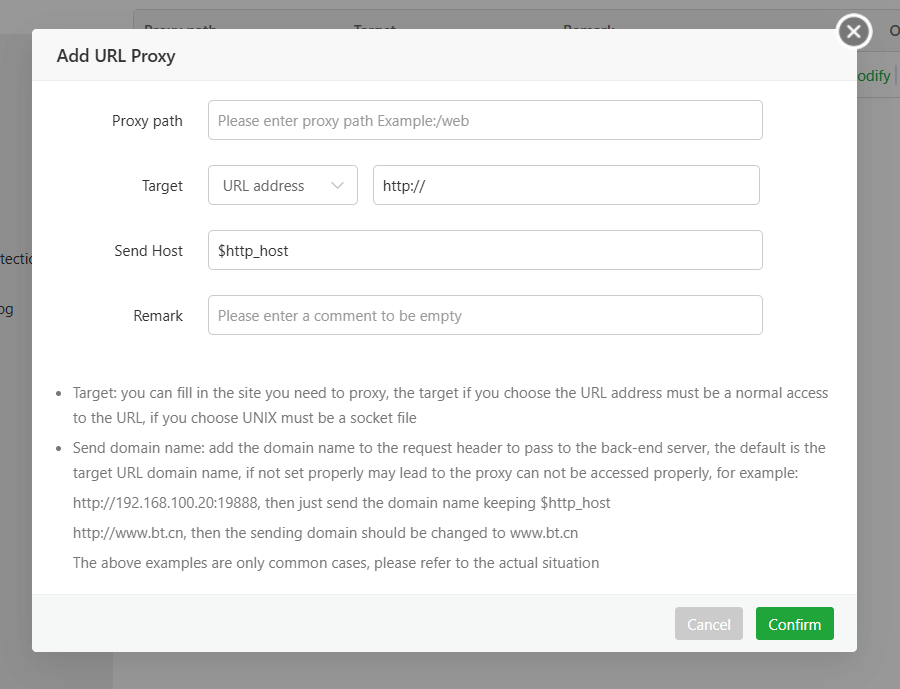 Proxy path Target Remark
Add URL Proxy
odify
Proxy path Please enter proxy path Example:/web
Target URL address http://
Send Host $http_host
tectio
og
Remark Please enter a comment to be empty
Target: you can fill in the site you need to proxy, the target if you choose the URL address must be a normal access
to the URL, if you choose UNIX must be a socket file
Send domain name: add the domain name to the request header to pass to the back-end server, the default is the
target URL domain name, if not set properly may lead to the proxy can not be accessed properly, for example:
http://192.168.100.20:19888, then just send the domain name keeping $http_host
http://www.bt.cn, then the sending domain should be changed to www.bt.cn
The above examples are only common cases, please refer to the actual situation
Cancel Confirm